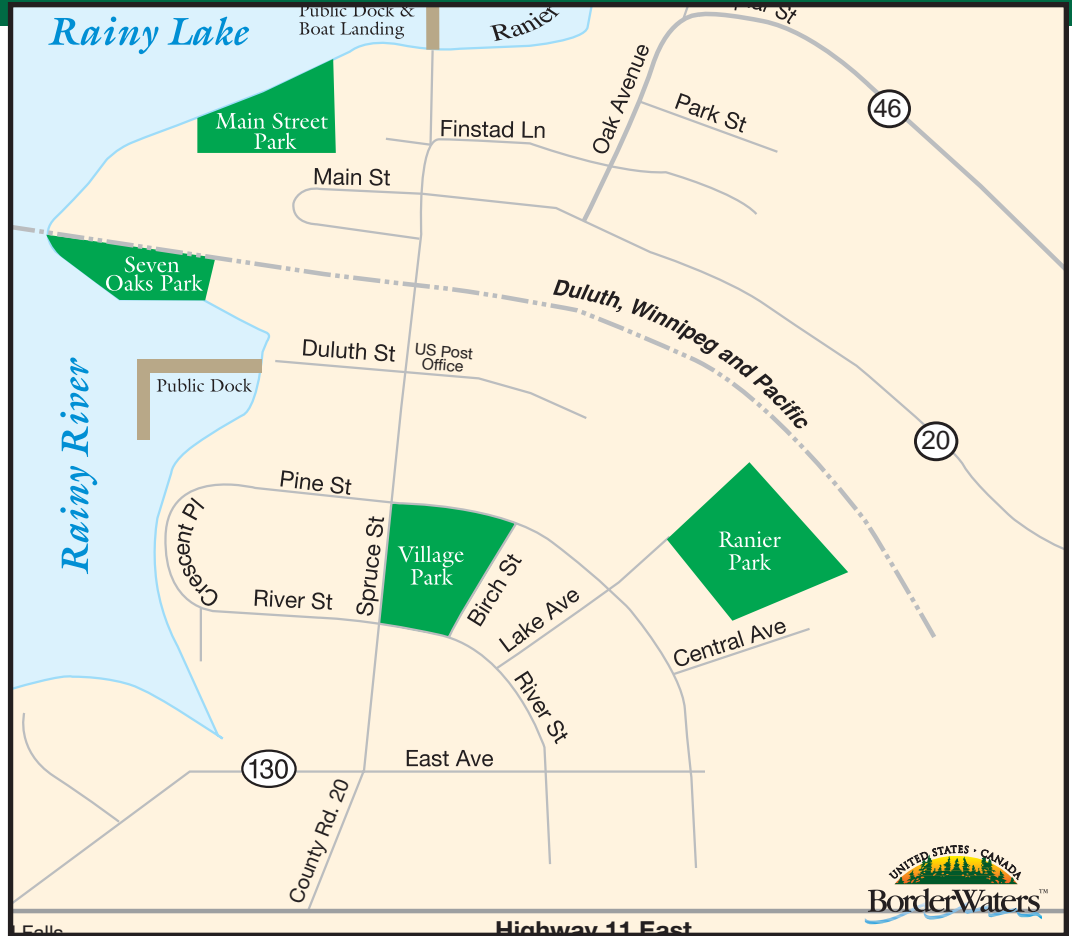 Public Dock &
Boat Landing
Rainy Lake
Ranier
St
46
Oak Avenue
Park St
Main Street
Park
Finstad Ln
Main St
Seven
Oaks Park
Duluth, Winnipeg and Pacific
Duluth St
US Post
Office
Public Dock
Rainy River
20
Pine St
Crescent Pl
Spruce St
Village
Park
Birch St
Ranier
Park
River St
Lake Ave
Central Ave
River St
130
East Ave
County Rd. 20
UNITED STATES • CANADA
BorderWaters™
Falls
Highway 11 East